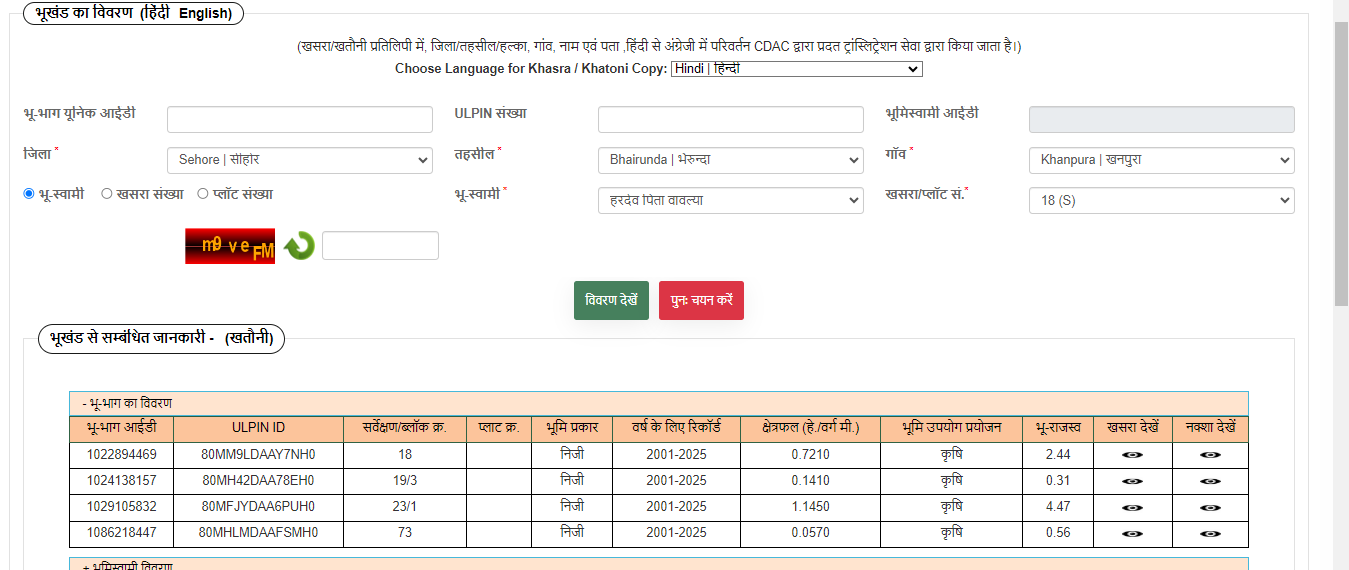 भूखंड का विवरण (हिंदी English)
(खसरा/खतौनी प्रतिलिपी में, जिला/तहसील/हल्का, गांव, नाम एवं पता ,हिंदी से अंग्रेजी में परिवर्तन CDAC द्वारा प्रदत ट्रांस्लिट्रेशन सेवा द्वारा किया जाता है।)
Choose Language for Khasra / Khatoni Copy: Hindi | हिन्दी
भू-भाग यूनिक आईडी ULPIN संख्या भूमिस्वामी आईडी
जिला * Sehore | सीहोर तहसील * Bhairunda | भेरुन्दा गाँव * Khanpura | खनपुरा
भू-स्वामी खसरा संख्या प्लॉट संख्या भू-स्वामी * हरदेव पिता वावल्या खसरा/प्लॉट सं.* 18 (S)
m9 v e FM
विवरण देखें पुनः चयन करें
भूखंड से सम्बंधित जानकारी - (खतौनी)
- भू-भाग का विवरण
भू-भाग आईडी ULPIN ID सर्वेक्षण/ब्लॉक क्र. प्लाट क्र. भूमि प्रकार वर्ष के लिए रिकॉर्ड क्षेत्रफल (हे./वर्ग मी.) भूमि उपयोग प्रयोजन भू-राजस्व खसरा देखें नक्शा देखें
1022894469 80MM9LDAAY7NH0 18 निजी 2001-2025 0.7210 कृषि 2.44
1024138157 80MH42DAA78EH0 19/3 निजी 2001-2025 0.1410 कृषि 0.31
1029105832 80MFJYDAA6PUH0 23/1 निजी 2001-2025 1.1450 कृषि 4.47
1086218447 80MHLMDAAFSMH0 73 निजी 2001-2025 0.0570 कृषि 0.56
+ भूमिस्वामी विवरण